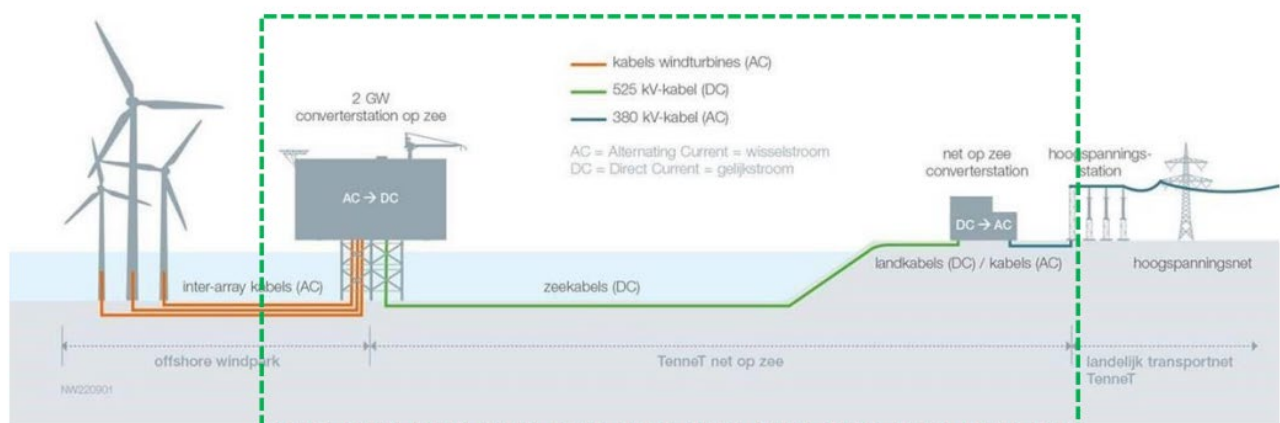 kabels windturbines (AC)
525 kV-kabel (DC)
380 kV-kabel (AC)
AC = Alternating Current = wisselstroom
DC = Direct Current = gelijkstroom
2 GW
converterstation op zee
AC → DC
net op zee
converterstation
hoogspannings-
station
DC → AC
inter-array kabels (AC)
zeekabels (DC)
landkabels (DC) / kabels (AC)
hoogspanningsnet
offshore windpark
TenneT net op zee
landelijk transportnet
TenneT
NW220901